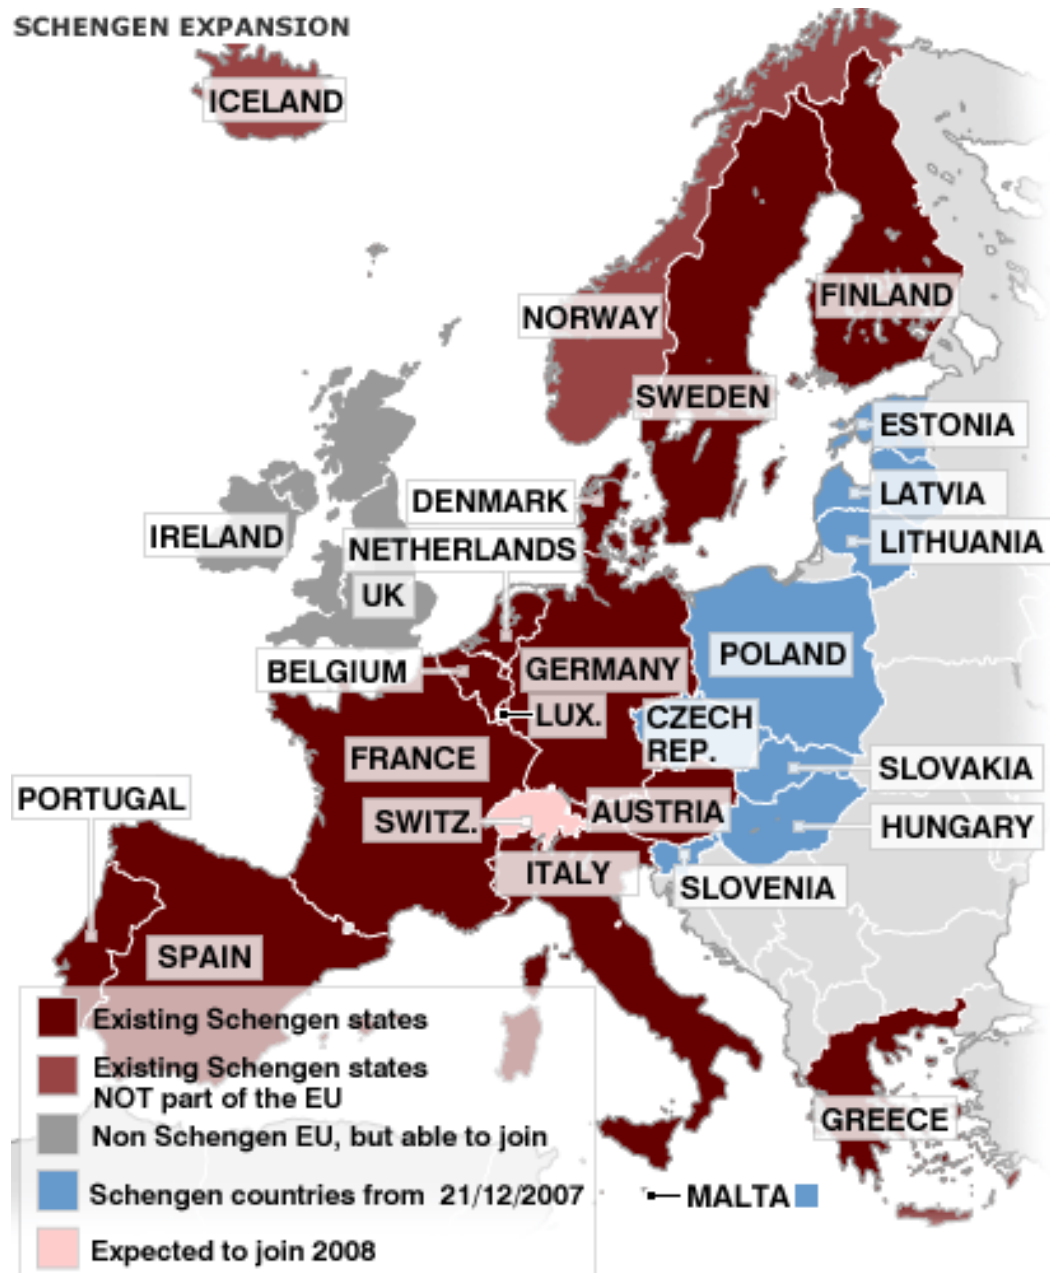 SCHENGEN EXPANSION
ICELAND
NORWAY
FINLAND
SWEDEN
ESTONIA
DENMARK
LATVIA
IRELAND
NETHERLANDS
LITHUANIA
UK
BELGIUM
GERMANY
POLAND
LUX.
CZECH
REP.
FRANCE
SLOVAKIA
PORTUGAL
SWITZ.
AUSTRIA
HUNGARY
ITALY
SLOVENIA
SPAIN
Existing Schengen states
Existing Schengen states
NOT part of the EU
GREECE
Non Schengen EU, but able to join
Schengen countries from 21/12/2007
MALTA
Expected to join 2008